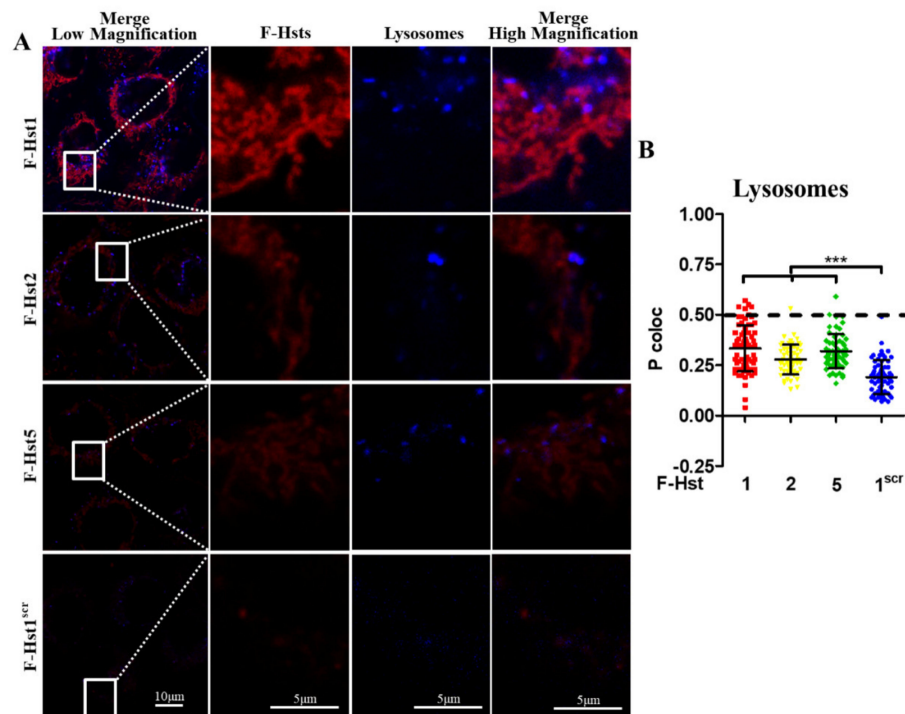 A
Merge
Low Magnification
F-Hsts
Lysosomes
Merge
High Magnification
F-Hst1
F-Hst2
F-Hst5
F-Hst1scr
10μm
5μm
5μm
5μm
B
Lysosomes
P coloc
1.00
0.75
0.50
0.25
0.00
-0.25
***
F-Hst 1 2 5 1scr